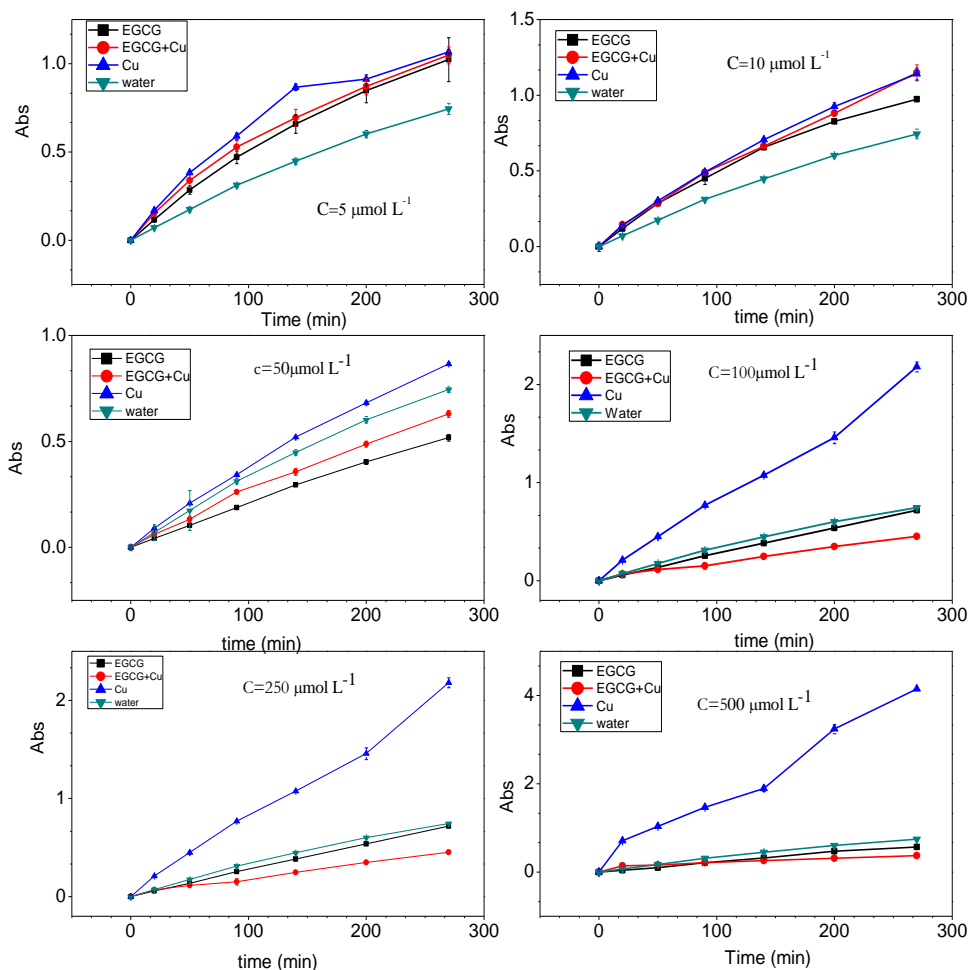 EGCG
EGCG+Cu
Cu
water
C=5 μmol L-1
1.0
0.5
0.0
Abs
0 100 200 300
Time (min)
EGCG
EGCG+Cu
Cu
water
C=10 μmol L-1
1.5
1.0
0.5
0.0
Abs
0 100 200 300
time (min)
EGCG
EGCG+Cu
Cu
water
c=50μmol L-1
1.0
0.5
0.0
Abs
0 100 200 300
time (min)
EGCG
EGCG+Cu
Cu
Water
C=100μmol L-1
2
1
0
Abs
0 100 200 300
time (min)
EGCG
EGCG+Cu
Cu
water
C=250 μmol L-1
2
1
0
Abs
0 100 200 300
time (min)
EGCG
EGCG+Cu
Cu
water
C=500 μmol L-1
4
2
0
Abs
0 100 200 300
Time (min)